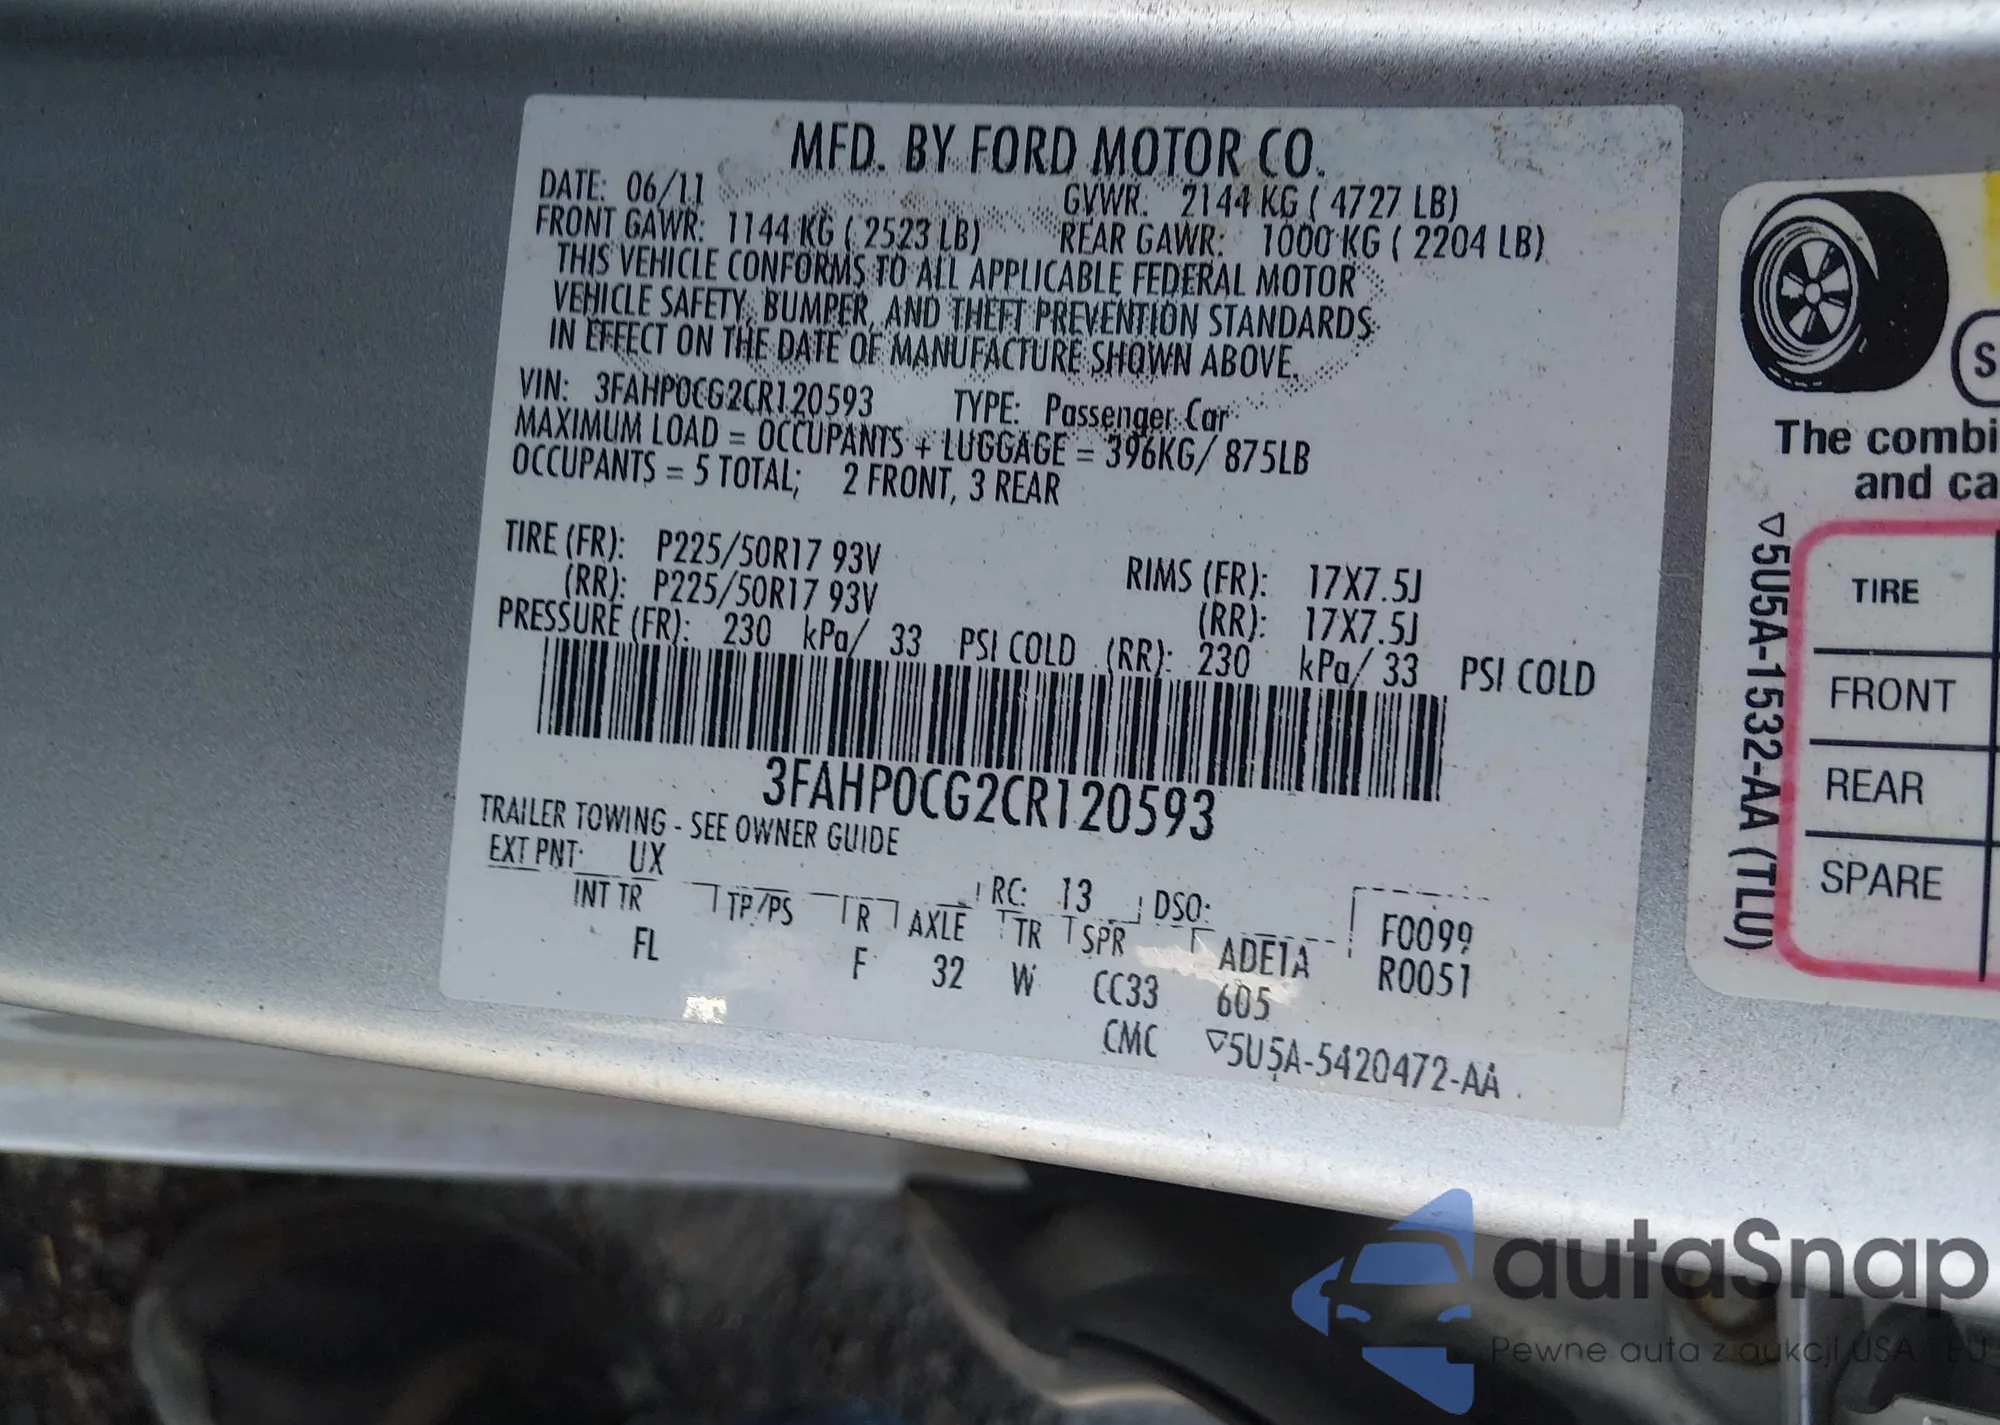 MFD. BY FORD MOTOR CO.
DATE: 06/11 GVWR: 2144 KG ( 4727 LB)
FRONT GAWR: 1144 KG ( 2523 LB) REAR GAWR: 1000 KG ( 2204 LB)
THIS VEHICLE CONFORMS TO ALL APPLICABLE FEDERAL MOTOR
VEHICLE SAFETY, BUMPER, AND THEFT PREVENTION STANDARDS
IN EFFECT ON THE DATE OF MANUFACTURE SHOWN ABOVE.
VIN: 3FAHP0CG2CR120593 TYPE: Passenger Car
MAXIMUM LOAD = OCCUPANTS + LUGGAGE = 396KG/ 875LB
OCCUPANTS = 5 TOTAL; 2 FRONT, 3 REAR
TIRE (FR): P225/50R17 93V RIMS (FR): 17X7.5J
(RR): P225/50R17 93V (RR): 17X7.5J
PRESSURE (FR): 230 kPa/ 33 PSI COLD (RR): 230 kPa/ 33 PSI COLD
3FAHP0CG2CR120593
TRAILER TOWING - SEE OWNER GUIDE
EXT PNT: UX RC: 13 DSO: F0099
INT TR TP/PS R AXLE TR SPR ADE1A R0051
FL F 32 W CC33 605
CMC ▽5U5A-5420472-AA
S
The combi
and ca
▽5U5A-1532-AA (TLU)
TIRE
FRONT
REAR
SPARE
autaSnap
Pewne auta z aukcji USA i EU